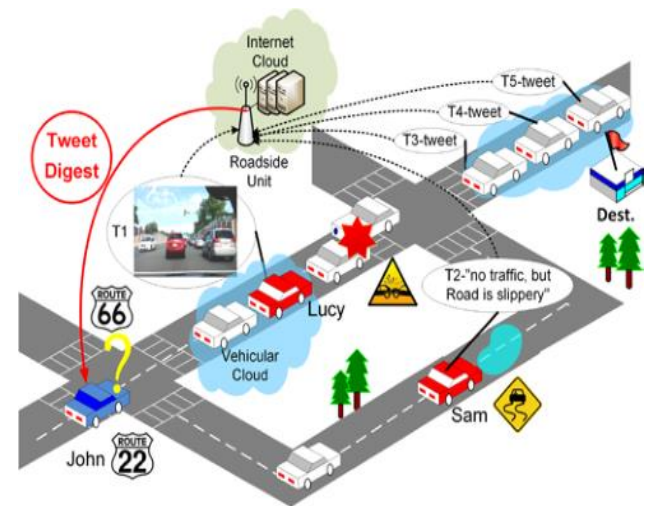 Internet
Cloud
T5-tweet
T4-tweet
T3-tweet
Tweet
Digest
Roadside
Unit
T1
Dest.
T2-"no traffic, but
Road is slippery"
Lucy
ROUTE
66
?
Vehicular
Cloud
Sam
John
ROUTE
22